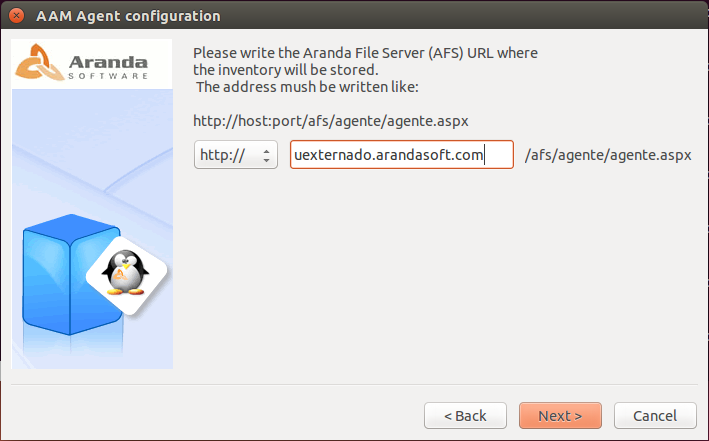 AAM Agent configuration
Aranda
SOFTWARE
Please write the Aranda File Server (AFS) URL where
the inventory will be stored.
The address mush be written like:
http://host:port/afs/agente/agente.aspx
http:// uexternado.arandasoft.com /afs/agente/agente.aspx
< Back Next > Cancel